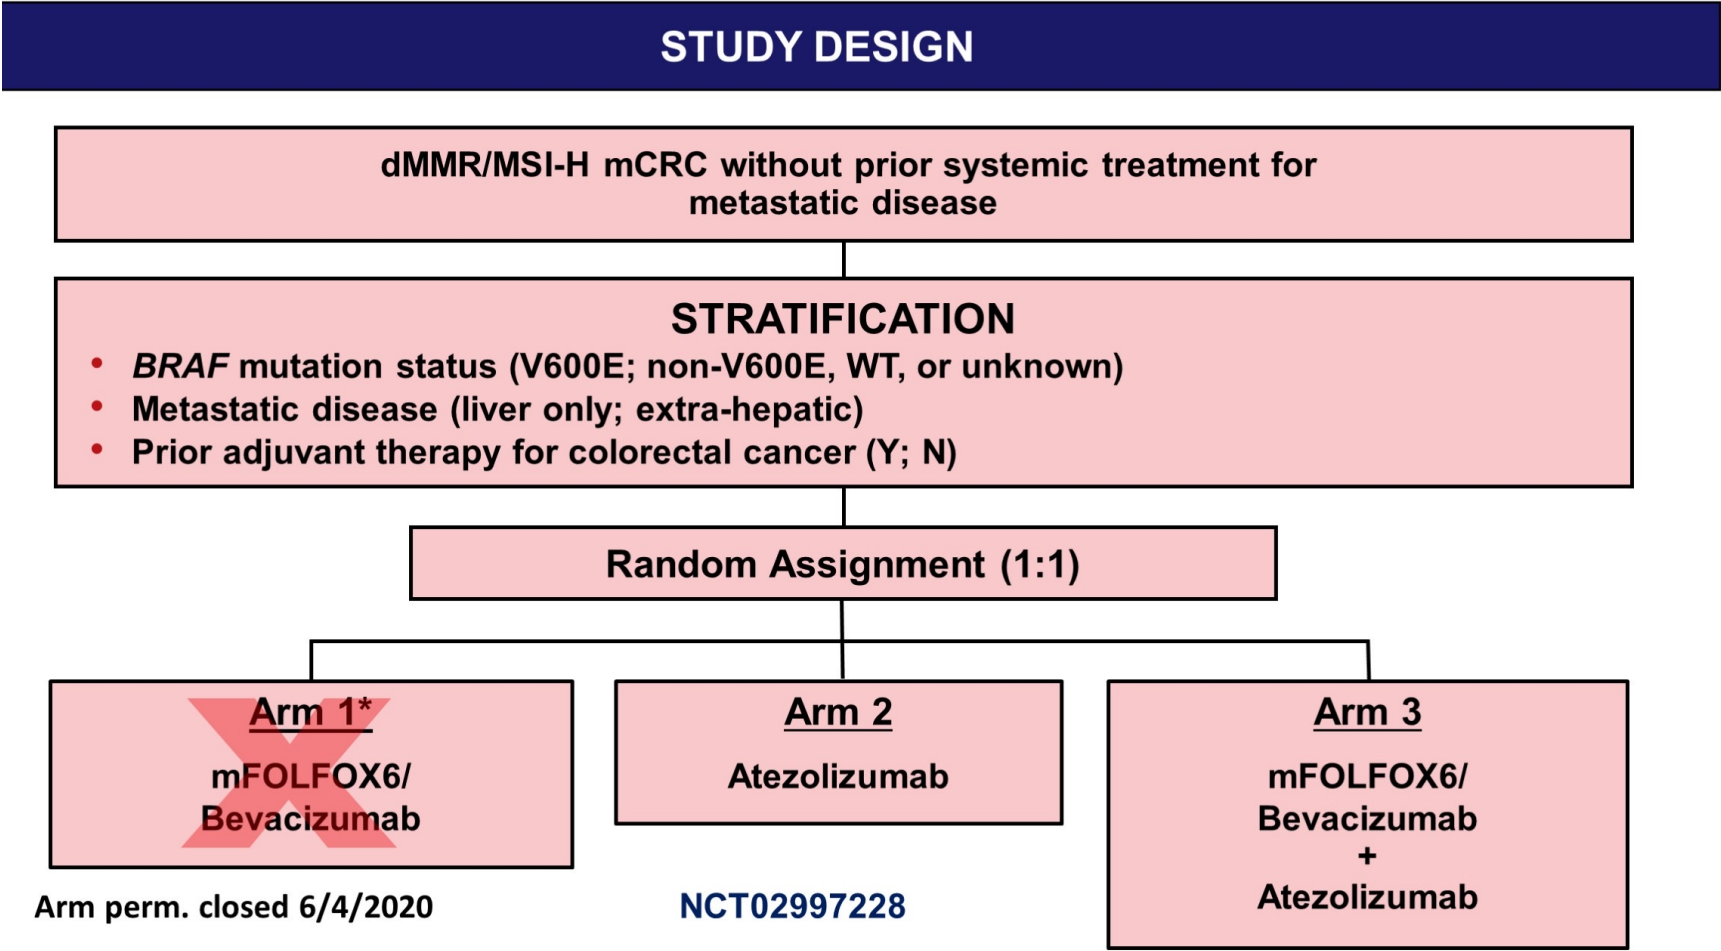 STUDY DESIGN
dMMR/MSI-H mCRC without prior systemic treatment for
metastatic disease
STRATIFICATION
• BRAF mutation status (V600E; non-V600E, WT, or unknown)
• Metastatic disease (liver only; extra-hepatic)
• Prior adjuvant therapy for colorectal cancer (Y; N)
Random Assignment (1:1)
Arm 1*
mFOLFOX6/
Bevacizumab
Arm perm. closed 6/4/2020
Arm 2
Atezolizumab
NCT02997228
Arm 3
mFOLFOX6/
Bevacizumab
+
Atezolizumab